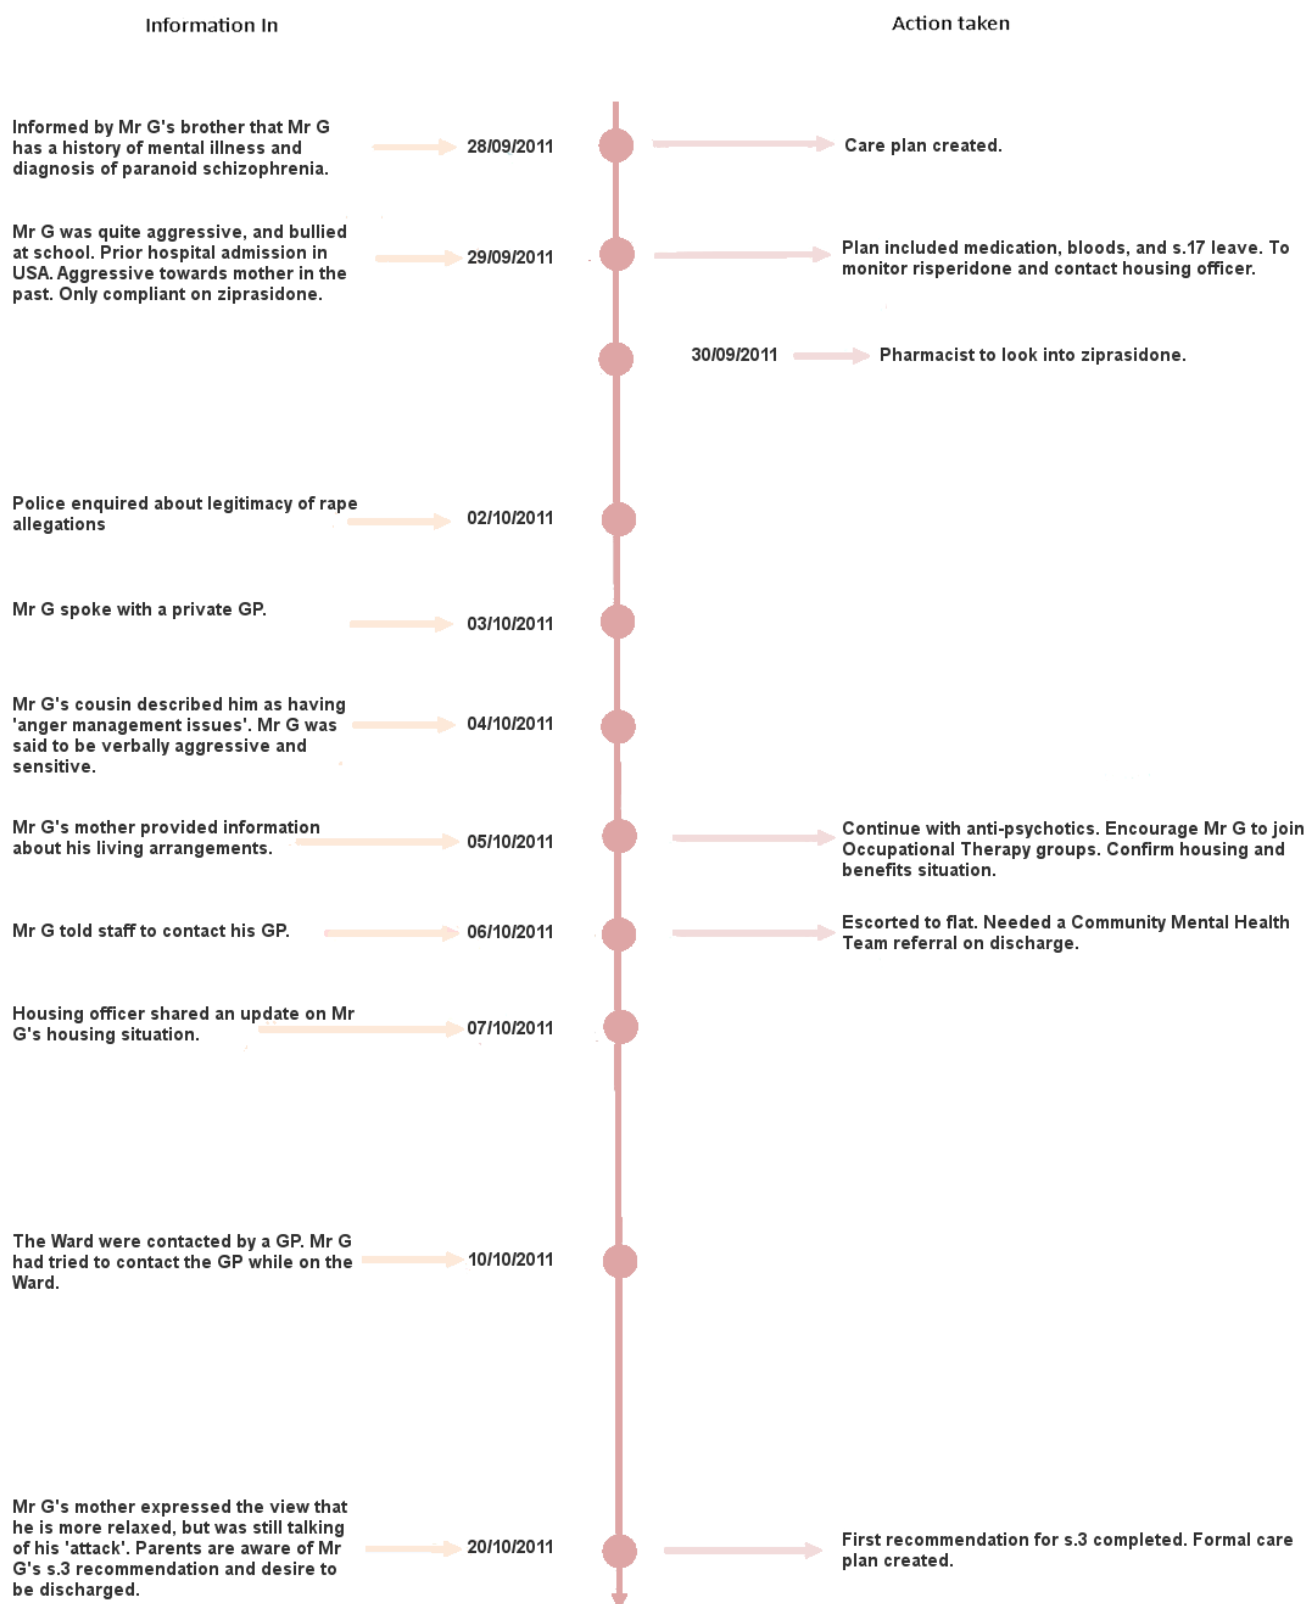 Information In
Action taken
Informed by Mr G's brother that Mr G
has a history of mental illness and
diagnosis of paranoid schizophrenia.
28/09/2011
Care plan created.
Mr G was quite aggressive, and bullied
at school. Prior hospital admission in
USA. Aggressive towards mother in the
past. Only compliant on ziprasidone.
29/09/2011
Plan included medication, bloods, and s.17 leave. To
monitor risperidone and contact housing officer.
30/09/2011
Pharmacist to look into ziprasidone.
Police enquired about legitimacy of rape
allegations
02/10/2011
Mr G spoke with a private GP.
03/10/2011
Mr G's cousin described him as having
'anger management issues'. Mr G was
said to be verbally aggressive and
sensitive.
04/10/2011
Mr G's mother provided information
about his living arrangements.
05/10/2011
Continue with anti-psychotics. Encourage Mr G to join
Occupational Therapy groups. Confirm housing and
benefits situation.
Mr G told staff to contact his GP.
06/10/2011
Escorted to flat. Needed a Community Mental Health
Team referral on discharge.
Housing officer shared an update on Mr
G's housing situation.
07/10/2011
The Ward were contacted by a GP. Mr G
had tried to contact the GP while on the
Ward.
10/10/2011
Mr G's mother expressed the view that
he is more relaxed, but was still talking
of his 'attack'. Parents are aware of Mr
G's s.3 recommendation and desire to
be discharged.
20/10/2011
First recommendation for s.3 completed. Formal care
plan created.